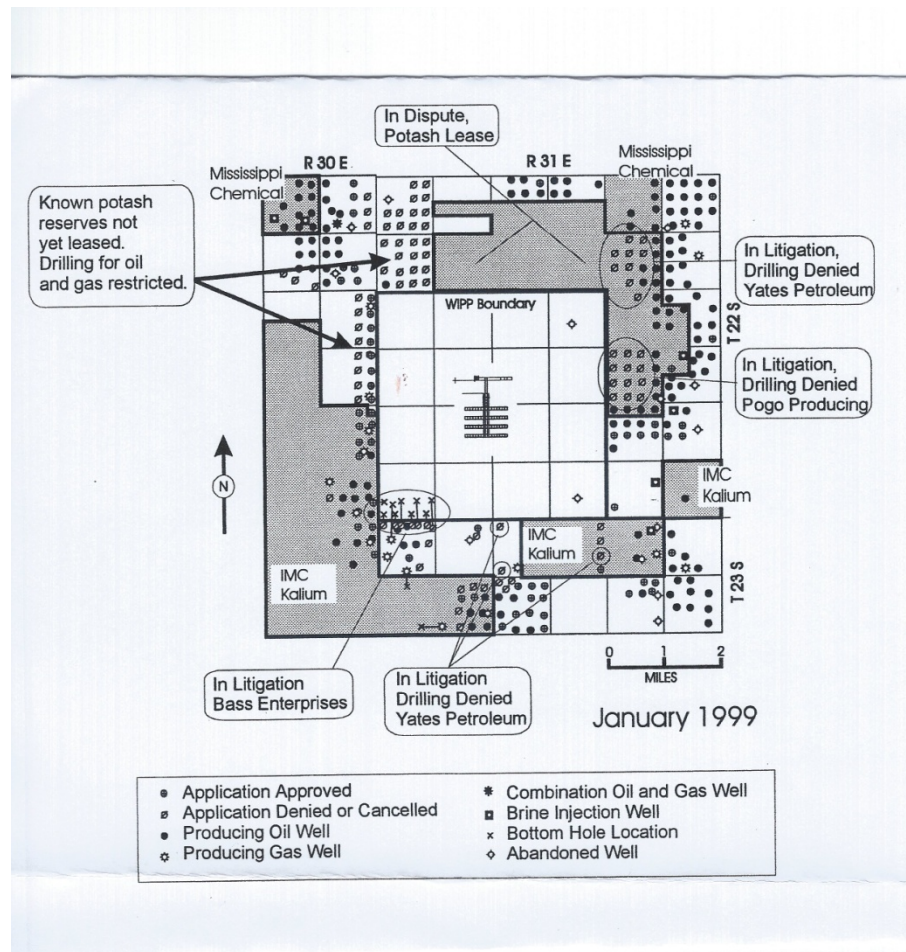 In Dispute,
Potash Lease
R 30 E
R 31 E
Mississippi
Chemical
Mississippi
Chemical
Known potash
reserves not
yet leased.
Drilling for oil
and gas restricted.
In Litigation,
Drilling Denied
Yates Petroleum
WIPP Boundary
T 22 S
In Litigation,
Drilling Denied
Pogo Producing
N
IMC
Kalium
IMC
Kalium
IMC
Kalium
T 23 S
In Litigation
Bass Enterprises
In Litigation
Drilling Denied
Yates Petroleum
0 1 2
MILES
January 1999
Application Approved
Application Denied or Cancelled
Producing Oil Well
Producing Gas Well
Combination Oil and Gas Well
Brine Injection Well
Bottom Hole Location
Abandoned Well